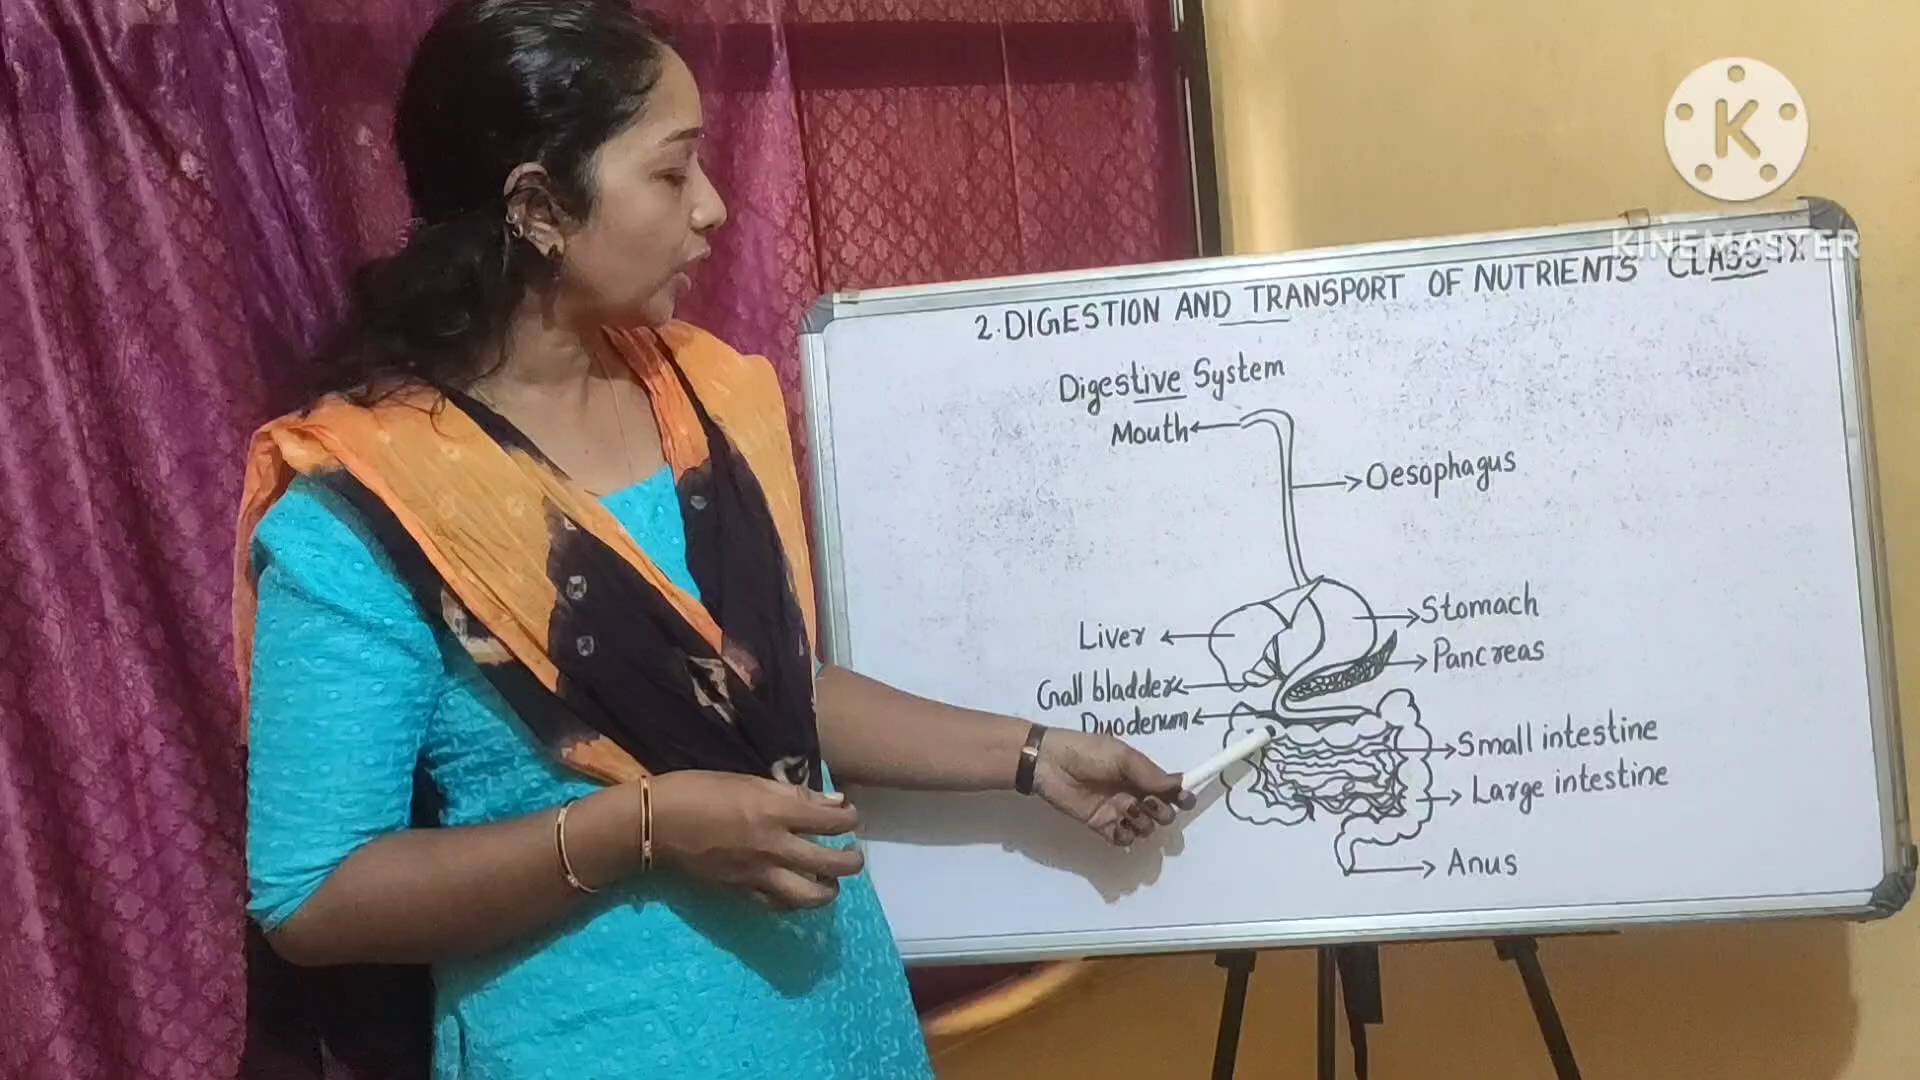 K
KINEMASTER
2. DIGESTION AND TRANSPORT OF NUTRIENTS CLASS IX
Digestive System
Mouth
Oesophagus
Stomach
Liver
Pancreas
Gall bladder
Duodenum
Small intestine
Large intestine
Anus